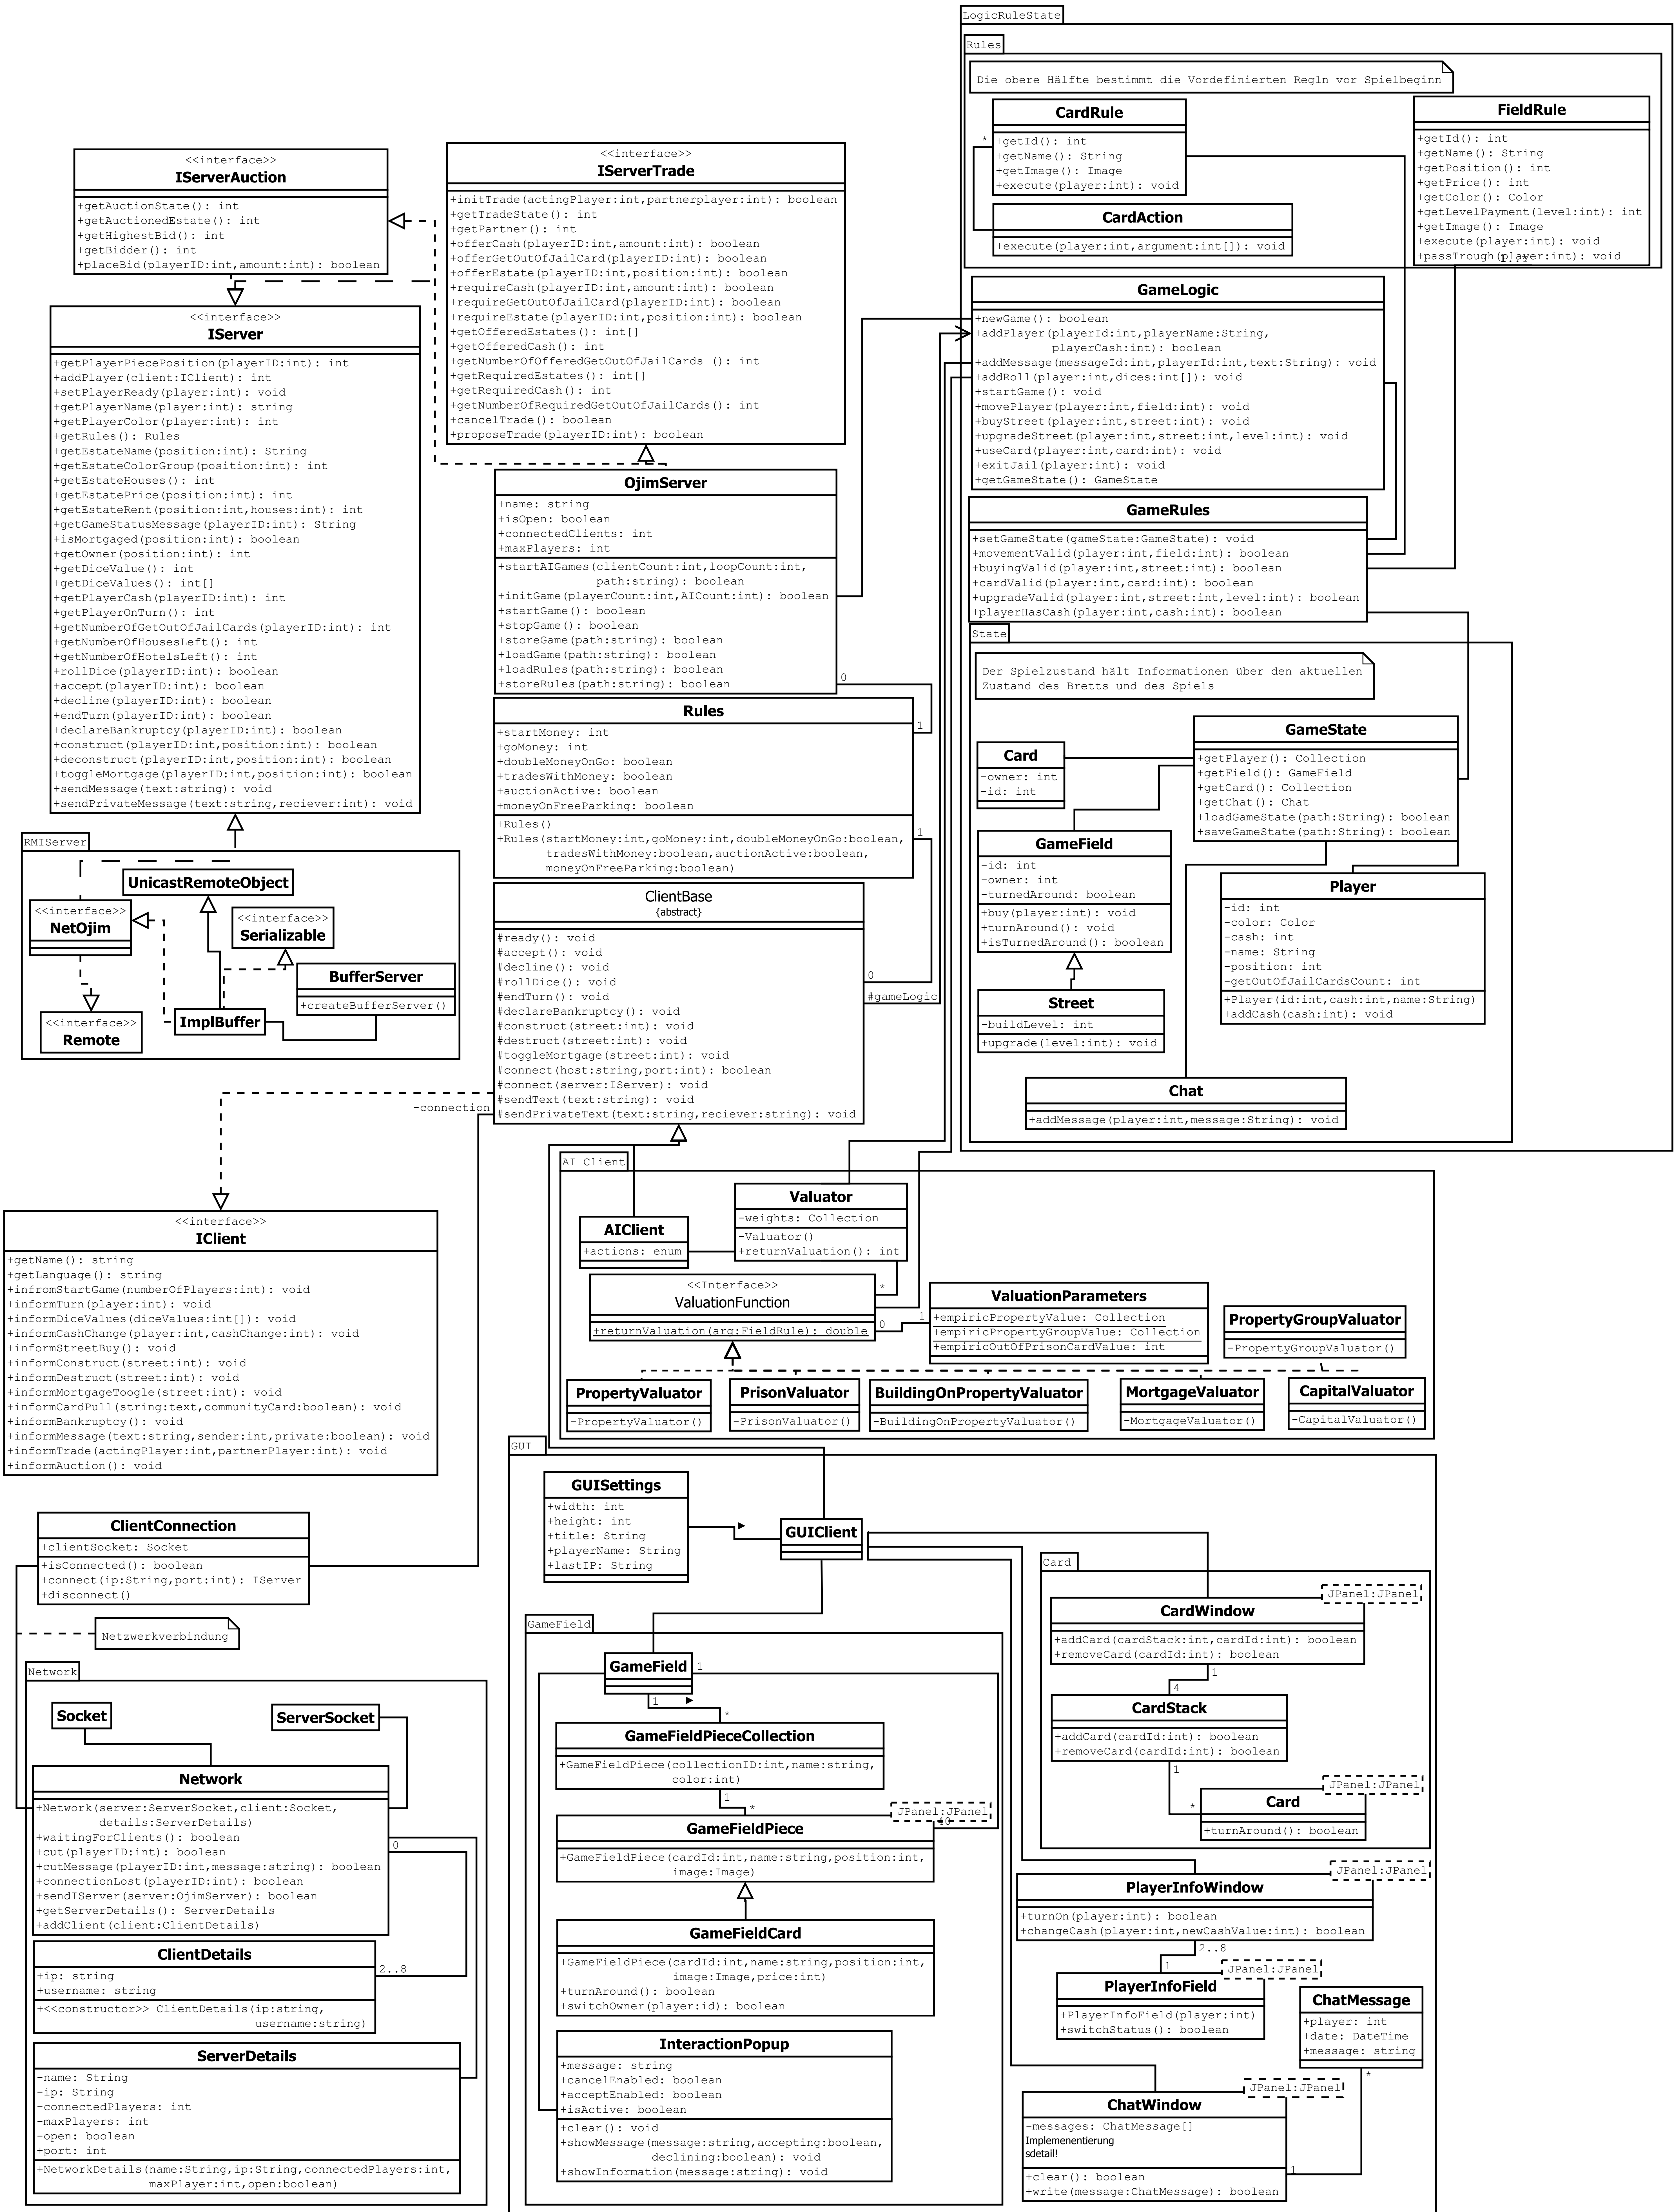 LogicRuleState
Rules
Die obere Hälfte bestimmt die Vordefinierten Regln vor Spielbeginn
CardRule
*
+getId(): int
+getName(): String
+getImage(): Image
+execute(player:int): void
CardAction
+execute(player:int,argument:int[]): void
FieldRule
+getId(): int
+getName(): String
+getPosition(): int
+getPrice(): int
+getColor(): Color
+getLevelPayment(level:int): int
+getImage(): Image
+execute(player:int): void
+passTrough(player:int): void
<<interface>>
IServerAuction
+getAuctionState(): int
+getAuctionedEstate(): int
+getHighestBid(): int
+getBidder(): int
+placeBid(playerID:int,amount:int): boolean
<<interface>>
IServerTrade
+initTrade(actingPlayer:int,partnerplayer:int): boolean
+getTradeState(): int
+getPartner(): int
+offerCash(playerID:int,amount:int): boolean
+offerGetOutOfJailCard(playerID:int): boolean
+offerEstate(playerID:int,position:int): boolean
+requireCash(playerID:int,amount:int): boolean
+requireGetOutOfJailCard(playerID:int): boolean
+requireEstate(playerID:int,position:int): boolean
+getOfferedEstates(): int[]
+getOfferedCash(): int
+getNumberOfOfferedGetOutOfJailCards (): int
+getRequiredEstates(): int[]
+getRequiredCash(): int
+getNumberOfRequiredGetOutOfJailCards(): int
+cancelTrade(): boolean
+proposeTrade(playerID:int): boolean
<<interface>>
IServer
+getPlayerPiecePosition(playerID:int): int
+addPlayer(client:IClient): int
+setPlayerReady(player:int): void
+getPlayerName(player:int): string
+getPlayerColor(player:int): int
+getRules(): Rules
+getEstateName(position:int): String
+getEstateColorGroup(position:int): int
+getEstateHouses(): int
+getEstatePrice(position:int): int
+getEstateRent(position:int,houses:int): int
+getGameStatusMessage(playerID:int): String
+isMortgaged(position:int): boolean
+getOwner(position:int): int
+getDiceValue(): int
+getDiceValues(): int[]
+getPlayerCash(playerID:int): int
+getPlayerOnTurn(): int
+getNumberOfGetOutOfJailCards(playerID:int): int
+getNumberOfHousesLeft(): int
+getNumberOfHotelsLeft(): int
+rollDice(playerID:int): boolean
+accept(playerID:int): boolean
+decline(playerID:int): boolean
+endTurn(playerID:int): boolean
+declareBankruptcy(playerID:int): boolean
+construct(playerID:int,position:int): boolean
+deconstruct(playerID:int,position:int): boolean
+toggleMortgage(playerID:int,position:int): boolean
+sendMessage(text:string): void
+sendPrivateMessage(text:string,reciever:int): void
OjimServer
+name: string
+isOpen: boolean
+connectedClients: int
+maxPlayers: int
+startAIGames(clientCount:int,loopCount:int,
path:string): boolean
+initGame(playerCount:int,AICount:int): boolean
+startGame(): boolean
+stopGame(): boolean
+storeGame(path:string): boolean
+loadGame(path:string): boolean
+loadRules(path:string): boolean
+storeRules(path:string): boolean
0
GameLogic
+newGame(): boolean
+addPlayer(playerId:int,playerName:String,
playerCash:int): boolean
+addMessage(messageId:int,playerId:int,text:String): void
+addRoll(player:int,dices:int[]): void
+startGame(): void
+movePlayer(player:int,field:int): void
+buyStreet(player:int,street:int): void
+upgradeStreet(player:int,street:int,level:int): void
+useCard(player:int,card:int): void
+exitJail(player:int): void
+getGameState(): GameState
GameRules
+setGameState(gameState:GameState): void
+movementValid(player:int,field:int): boolean
+buyingValid(player:int,street:int): boolean
+cardValid(player:int,card:int): boolean
+upgradeValid(player:int,street:int,level:int): boolean
+playerHasCash(player:int,cash:int): boolean
Rules
+startMoney: int
+goMoney: int
+doubleMoneyOnGo: boolean
+tradesWithMoney: boolean
+auctionActive: boolean
+moneyOnFreeParking: boolean
+Rules()
+Rules(startMoney:int,goMoney:int,doubleMoneyOnGo:boolean,
tradesWithMoney:boolean,auctionActive:boolean,
moneyOnFreeParking:boolean)
1
1
State
Der Spielzustand hält Informationen über den aktuellen
Zustand des Bretts und des Spiels
Card
-owner: int
-id: int
GameState
+getPlayer(): Collection
+getField(): GameField
+getCard(): Collection
+getChat(): Chat
+loadGameState(path:String): boolean
+saveGameState(path:String): boolean
GameField
-id: int
-owner: int
-turnedAround: boolean
+buy(player:int): void
+turnAround(): void
+isTurnedAround(): boolean
Player
-id: int
-color: Color
-cash: int
-name: String
-position: int
-getOutOfJailCardsCount: int
+Player(id:int,cash:int,name:String)
+addCash(cash:int): void
Street
-buildLevel: int
+upgrade(level:int): void
Chat
+addMessage(player:int,message:String): void
RMIServer
UnicastRemoteObject
<<interface>>
NetOjim
<<interface>>
Serializable
BufferServer
+createBufferServer()
<<interface>>
Remote
ImplBuffer
ClientBase
{abstract}
#ready(): void
#accept(): void
#decline(): void
#rollDice(): void
#endTurn(): void
#declareBankruptcy(): void
#construct(street:int): void
#destruct(street:int): void
#toggleMortgage(street:int): void
#connect(host:string,port:int): boolean
#connect(server:IServer): void
#sendText(text:string): void
#sendPrivateText(text:string,reciever:string): void
0
#gameLogic
-connection
<<interface>>
IClient
+getName(): string
+getLanguage(): string
+infromStartGame(numberOfPlayers:int): void
+informTurn(player:int): void
+informDiceValues(diceValues:int[]): void
+informCashChange(player:int,cashChange:int): void
+informStreetBuy(): void
+informConstruct(street:int): void
+informDestruct(street:int): void
+informMortgageToogle(street:int): void
+informCardPull(string:text,communityCard:boolean): void
+informBankruptcy(): void
+informMessage(text:string,sender:int,private:boolean): void
+informTrade(actingPlayer:int,partnerPlayer:int): void
+informAuction(): void
AI Client
AIClient
+actions: enum
Valuator
-weights: Collection
-Valuator()
+returnValuation(): int
<<Interface>>
ValuationFunction
+returnValuation(arg:FieldRule): double
*
1
0
ValuationParameters
+empiricPropertyValue: Collection
+empiricPropertyGroupValue: Collection
+empiricOutOfPrisonCardValue: int
PropertyGroupValuator
-PropertyGroupValuator()
PropertyValuator
-PropertyValuator()
PrisonValuator
-PrisonValuator()
BuildingOnPropertyValuator
-BuildingOnPropertyValuator()
MortgageValuator
-MortgageValuator()
CapitalValuator
-CapitalValuator()
ClientConnection
+clientSocket: Socket
+isConnected(): boolean
+connect(ip:String,port:int): IServer
+disconnect()
Netzwerkverbindung
Network
Socket
ServerSocket
Network
+Network(server:ServerSocket,client:Socket,
details:ServerDetails)
+waitingForClients(): boolean
+cut(playerID:int): boolean
+cutMessage(playerID:int,message:string): boolean
+connectionLost(playerID:int): boolean
+sendIServer(server:OjimServer): boolean
+getServerDetails(): ServerDetails
+addClient(client:ClientDetails)
0
ClientDetails
+ip: string
+username: string
+<<constructor>> ClientDetails(ip:string,
username:string)
2..8
ServerDetails
-name: String
-ip: String
-connectedPlayers: int
-maxPlayers: int
-open: boolean
+port: int
+NetworkDetails(name:String,ip:String,connectedPlayers:int,
maxPlayer:int,open:boolean)
GUI
GUISettings
+width: int
+height: int
+title: String
+playerName: String
+lastIP: String
GUIClient
GameField
GameField
1
1
*
GameFieldPieceCollection
+GameFieldPiece(collectionID:int,name:string,
color:int)
1
*
JPanel:JPanel
40
GameFieldPiece
+GameFieldPiece(cardId:int,name:string,position:int,
image:Image)
GameFieldCard
+GameFieldPiece(cardId:int,name:string,position:int,
image:Image,price:int)
+turnAround(): boolean
+switchOwner(player:id): boolean
InteractionPopup
+message: string
+cancelEnabled: boolean
+acceptEnabled: boolean
+isActive: boolean
+clear(): void
+showMessage(message:string,accepting:boolean,
declining:boolean): void
+showInformation(message:string): void
Card
JPanel:JPanel
CardWindow
+addCard(cardStack:int,cardId:int): boolean
+removeCard(cardId:int): boolean
1
4
CardStack
+addCard(cardId:int): boolean
+removeCard(cardId:int): boolean
1
*
JPanel:JPanel
Card
+turnAround(): boolean
JPanel:JPanel
PlayerInfoWindow
+turnOn(player:int): boolean
+changeCash(player:int,newCashValue:int): boolean
2..8
1
JPanel:JPanel
PlayerInfoField
+PlayerInfoField(player:int)
+switchStatus(): boolean
ChatMessage
+player: int
+date: DateTime
+message: string
*
JPanel:JPanel
ChatWindow
-messages: ChatMessage[]
Implemenentierung
sdetail!
+clear(): boolean
+write(message:ChatMessage): boolean
1